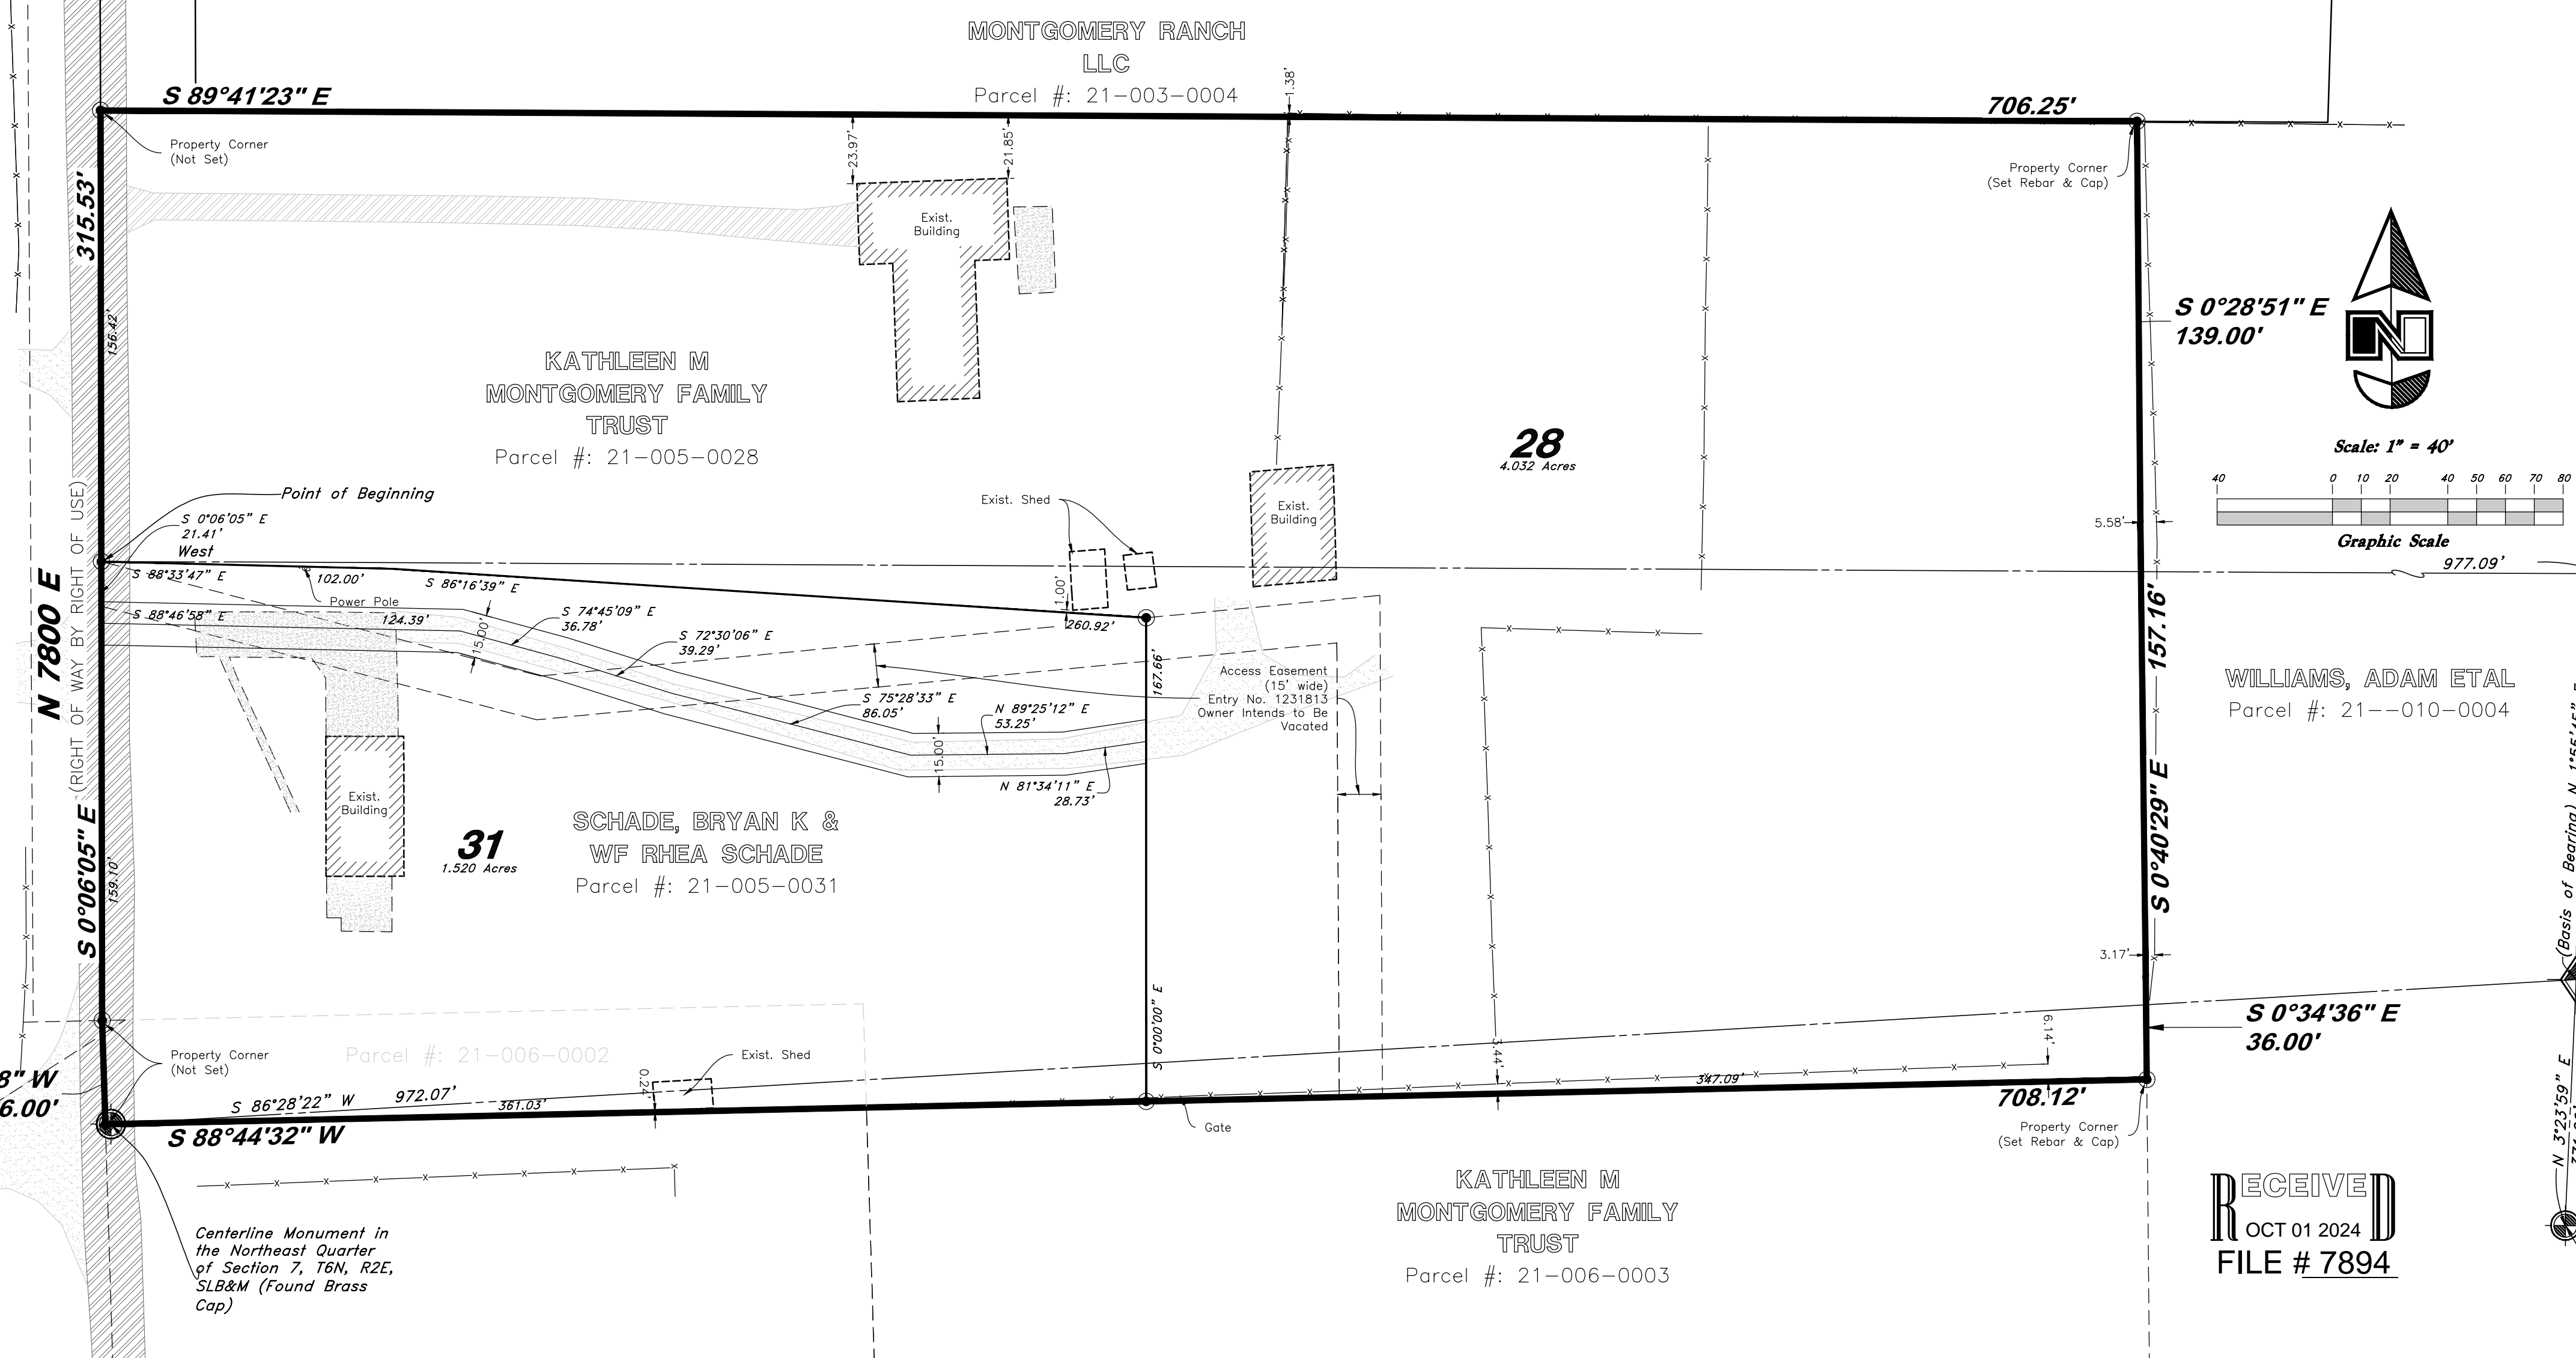 MONTGOMERY RANCH
LLC
Parcel #: 21-003-0004
1.38'
S 89°41'23" E
706.25'
Property Corner
(Not Set)
23.97'
21.85'
Property Corner
(Set Rebar & Cap)
315.53'
Exist.
Building
156.42'
S 0°28'51" E
139.00'
N
KATHLEEN M
MONTGOMERY FAMILY
TRUST
Parcel #: 21-005-0028
28
4.032 Acres
Scale: 1" = 40'
40 0 10 20 40 50 60 70 80
Graphic Scale
Point of Beginning
Exist. Shed
Exist.
Building
5.58'
977.09'
S 0°06'05" E
21.41'
West
S 88°33'47" E
102.00'
S 86°16'39" E
1.00'
Power Pole
S 88°46'58" E
124.39'
15.00'
S 74°45'09" E
36.78'
260.92'
S 72°30'06" E
39.29'
167.66'
157.16'
N 7800 E
(RIGHT OF WAY BY RIGHT OF USE)
Access Easement
(15' wide)
Entry No. 1231813
Owner Intends to Be
Vacated
S 75°28'33" E
86.05'
N 89°25'12" E
53.25'
15.00'
N 81°34'11" E
28.73'
WILLIAMS, ADAM ETAL
Parcel #: 21--010-0004
Exist.
Building
31
1.520 Acres
SCHADE, BRYAN K &
WF RHEA SCHADE
Parcel #: 21-005-0031
S 0°06'05" E
159.10'
S 0°40'29" E
(Basis of Bearing) N 1°55'45" E
3.17'
S 0°00'00" E
S 0°34'36" E
36.00'
6.14'
3.44'
Property Corner
(Not Set)
Parcel #: 21-006-0002
Exist. Shed
0.24'
8" W
6.00'
S 86°28'22" W
972.07'
361.03'
347.09'
708.12'
S 88°44'32" W
Gate
Property Corner
(Set Rebar & Cap)
N 3°23'59" E
KATHLEEN M
MONTGOMERY FAMILY
TRUST
Parcel #: 21-006-0003
Centerline Monument in
the Northeast Quarter
of Section 7, T6N, R2E,
SLB&M (Found Brass
Cap)
RECEIVED
OCT 01 2024
FILE # 7894